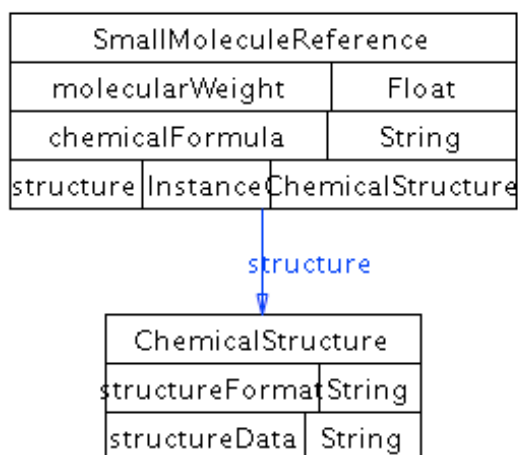 SmallMoleculeReference
molecularWeight Float
chemicalFormula String
structure Instance ChemicalStructure
structure
ChemicalStructure
structureFormat String
structureData String